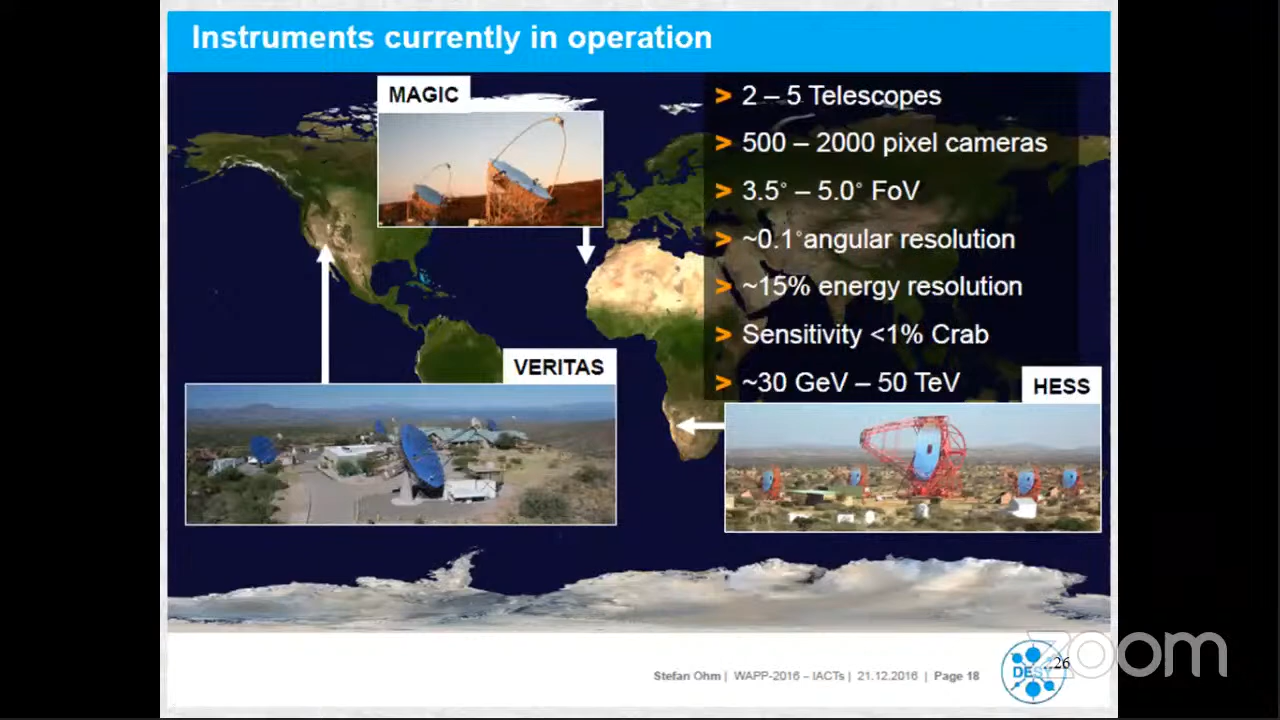 Instruments currently in operation
MAGIC
> 2 – 5 Telescopes
> 500 – 2000 pixel cameras
> 3.5° – 5.0° FoV
> ~0.1°angular resolution
> ~15% energy resolution
> Sensitivity <1% Crab
> ~30 GeV – 50 TeV
VERITAS
HESS
Stefan Ohm | WAPP-2016 – IACTs | 21.12.2016 | Page 18
DESY
26
zoom